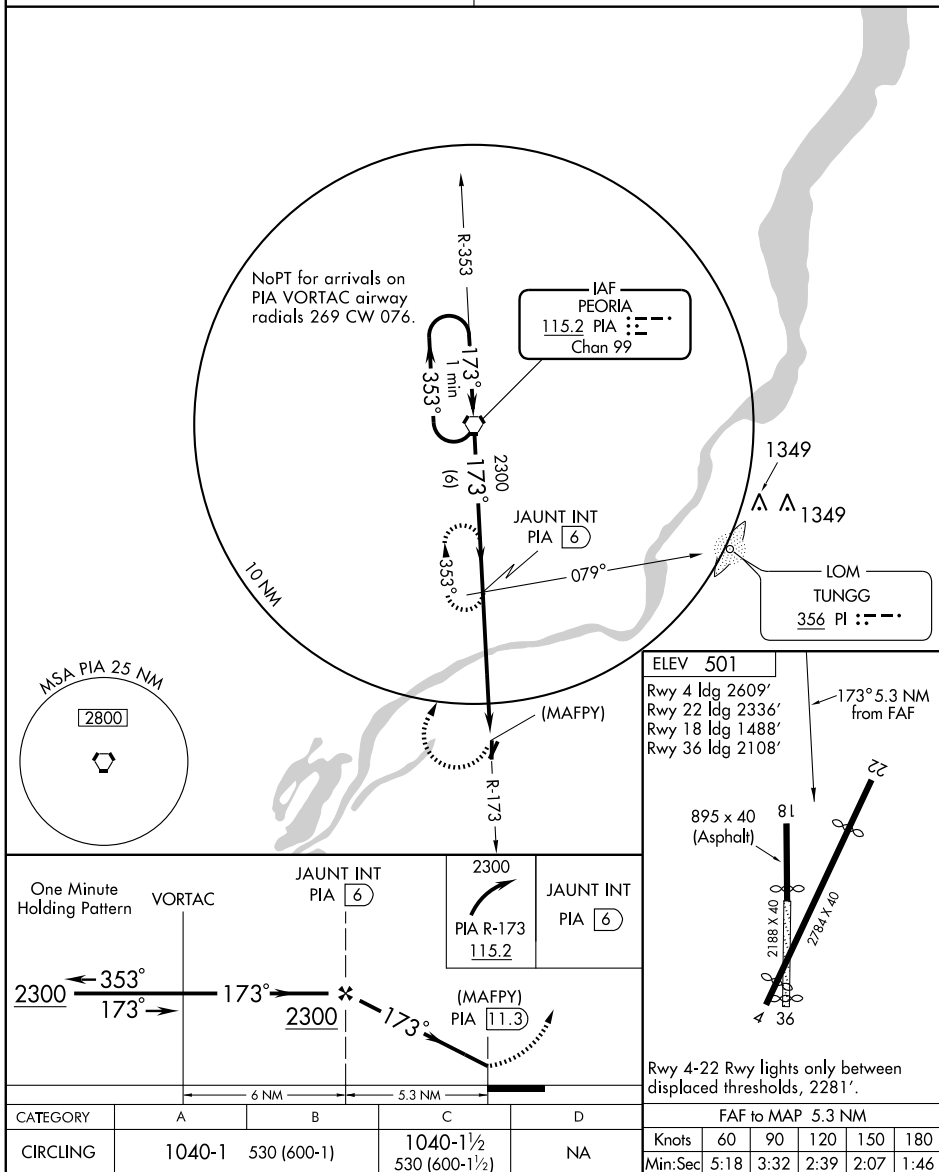 R-353
NoPT for arrivals on
PIA VORTAC airway
radials 269 CW 076.
IAF
PEORIA
115.2 PIA
Chan 99
173°
1 min
353°
2300
173°
(6)
JAUNT INT
PIA 6
353°
079°
1349
1349
LOM
TUNGG
356 PI
10 NM
MSA PIA 25 NM
2800
(MAFPY)
R-173
ELEV 501
Rwy 4 ldg 2609'
Rwy 22 ldg 2336'
Rwy 18 ldg 1488'
Rwy 36 ldg 2108'
173° 5.3 NM
from FAF
22
895 x 40
(Asphalt)
18
2188 X 40
2784 X 40
4
36
Rwy 4-22 Rwy lights only between
displaced thresholds, 2281'.
One Minute
Holding Pattern
VORTAC
JAUNT INT
PIA 6
2300
PIA R-173
115.2
JAUNT INT
PIA 6
2300
353°
173°
173°
2300
173°
(MAFPY)
PIA 11.3
6 NM
5.3 NM
CATEGORY A B C D
CIRCLING 1040-1 530 (600-1) 1040-1½ 530 (600-1½) NA
FAF to MAP 5.3 NM
Knots 60 90 120 150 180
Min:Sec 5:18 3:32 2:39 2:07 1:46